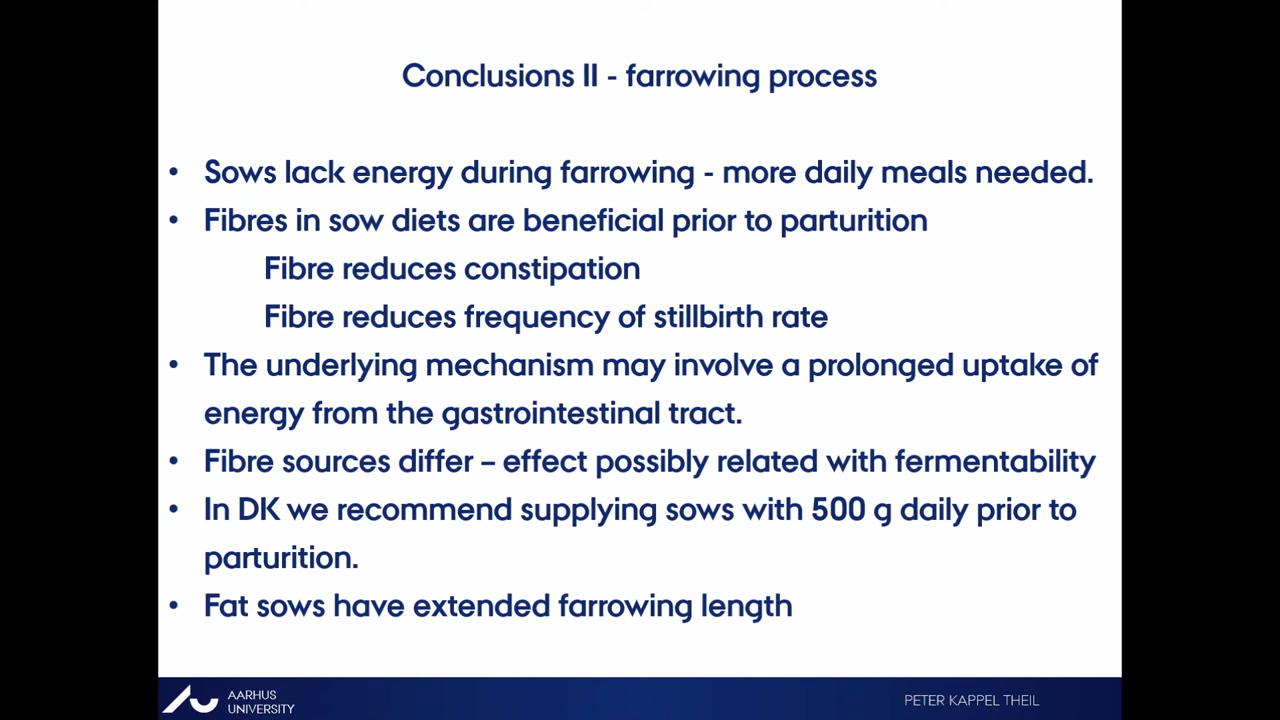 Conclusions II - farrowing process
• Sows lack energy during farrowing - more daily meals needed.
• Fibres in sow diets are beneficial prior to parturition
Fibre reduces constipation
Fibre reduces frequency of stillbirth rate
• The underlying mechanism may involve a prolonged uptake of
energy from the gastrointestinal tract.
• Fibre sources differ – effect possibly related with fermentability
• In DK we recommend supplying sows with 500 g daily prior to
parturition.
• Fat sows have extended farrowing length
AARHUS
UNIVERSITY
PETER KAPPEL THEIL